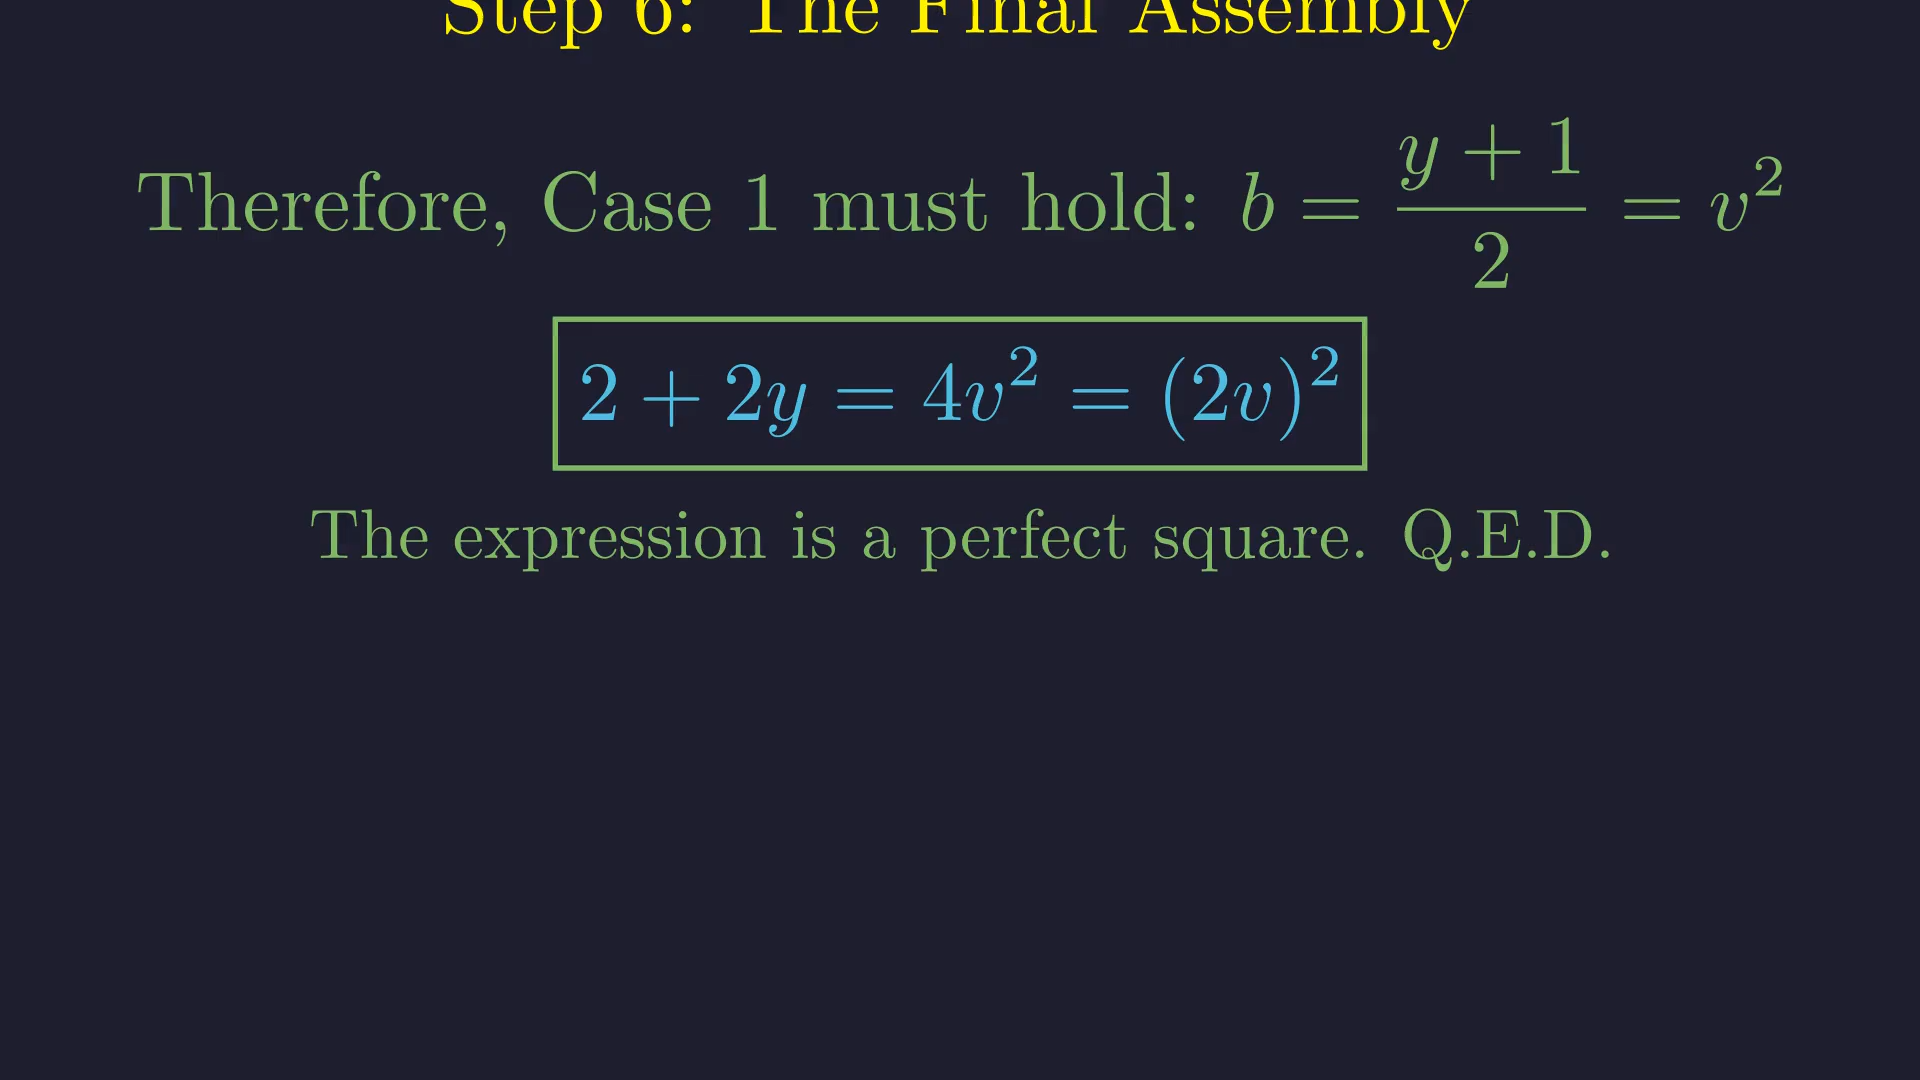 Step 6: The Final Assembly
Therefore, Case 1 must hold: b = \frac{y + 1}{2} = v^2
2 + 2y = 4v^2 = (2v)^2
The expression is a perfect square. Q.E.D.